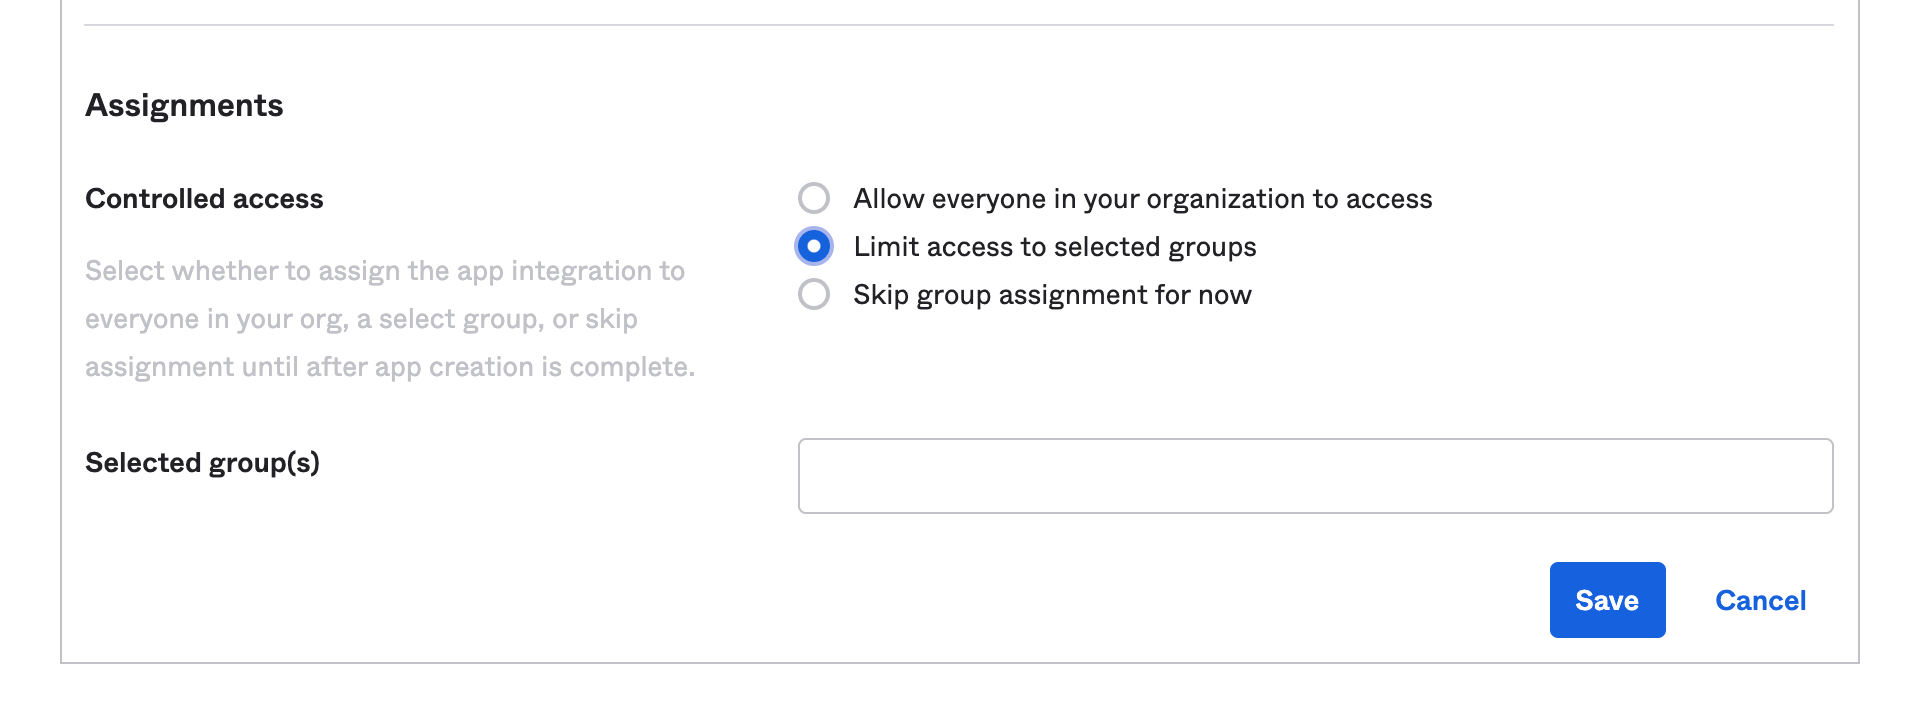 Assignments
Controlled access
Allow everyone in your organization to access
Limit access to selected groups
Skip group assignment for now
Select whether to assign the app integration to
everyone in your org, a select group, or skip
assignment until after app creation is complete.
Selected group(s)
Save
Cancel